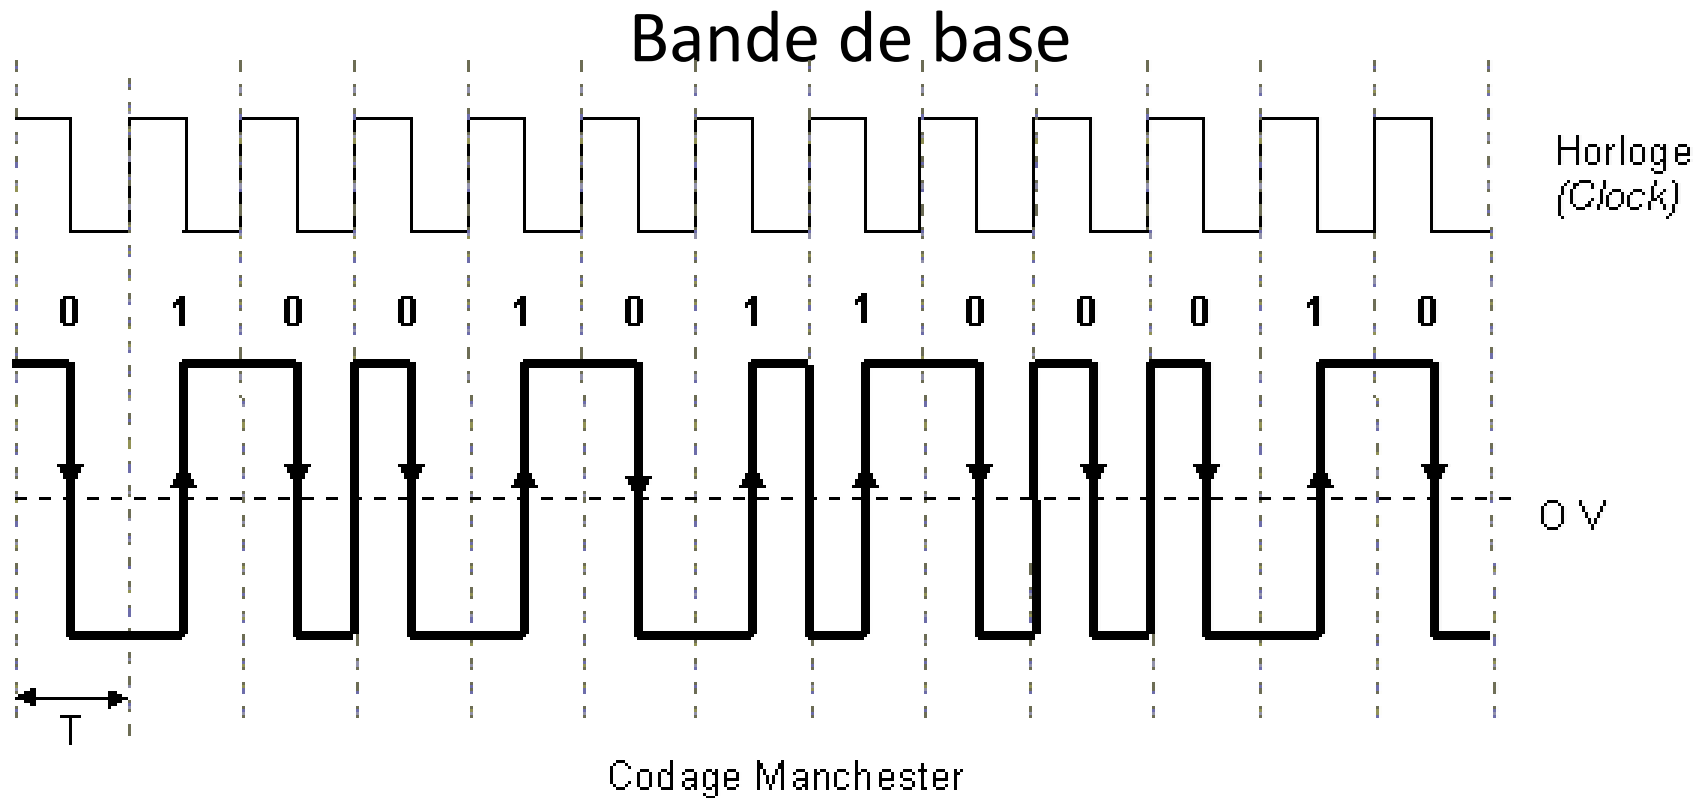 Bande de base
Horloge
(Clock)
0 1 0 0 1 0 1 1 0 0 0 1 0
0 V
T
Codage Manchester